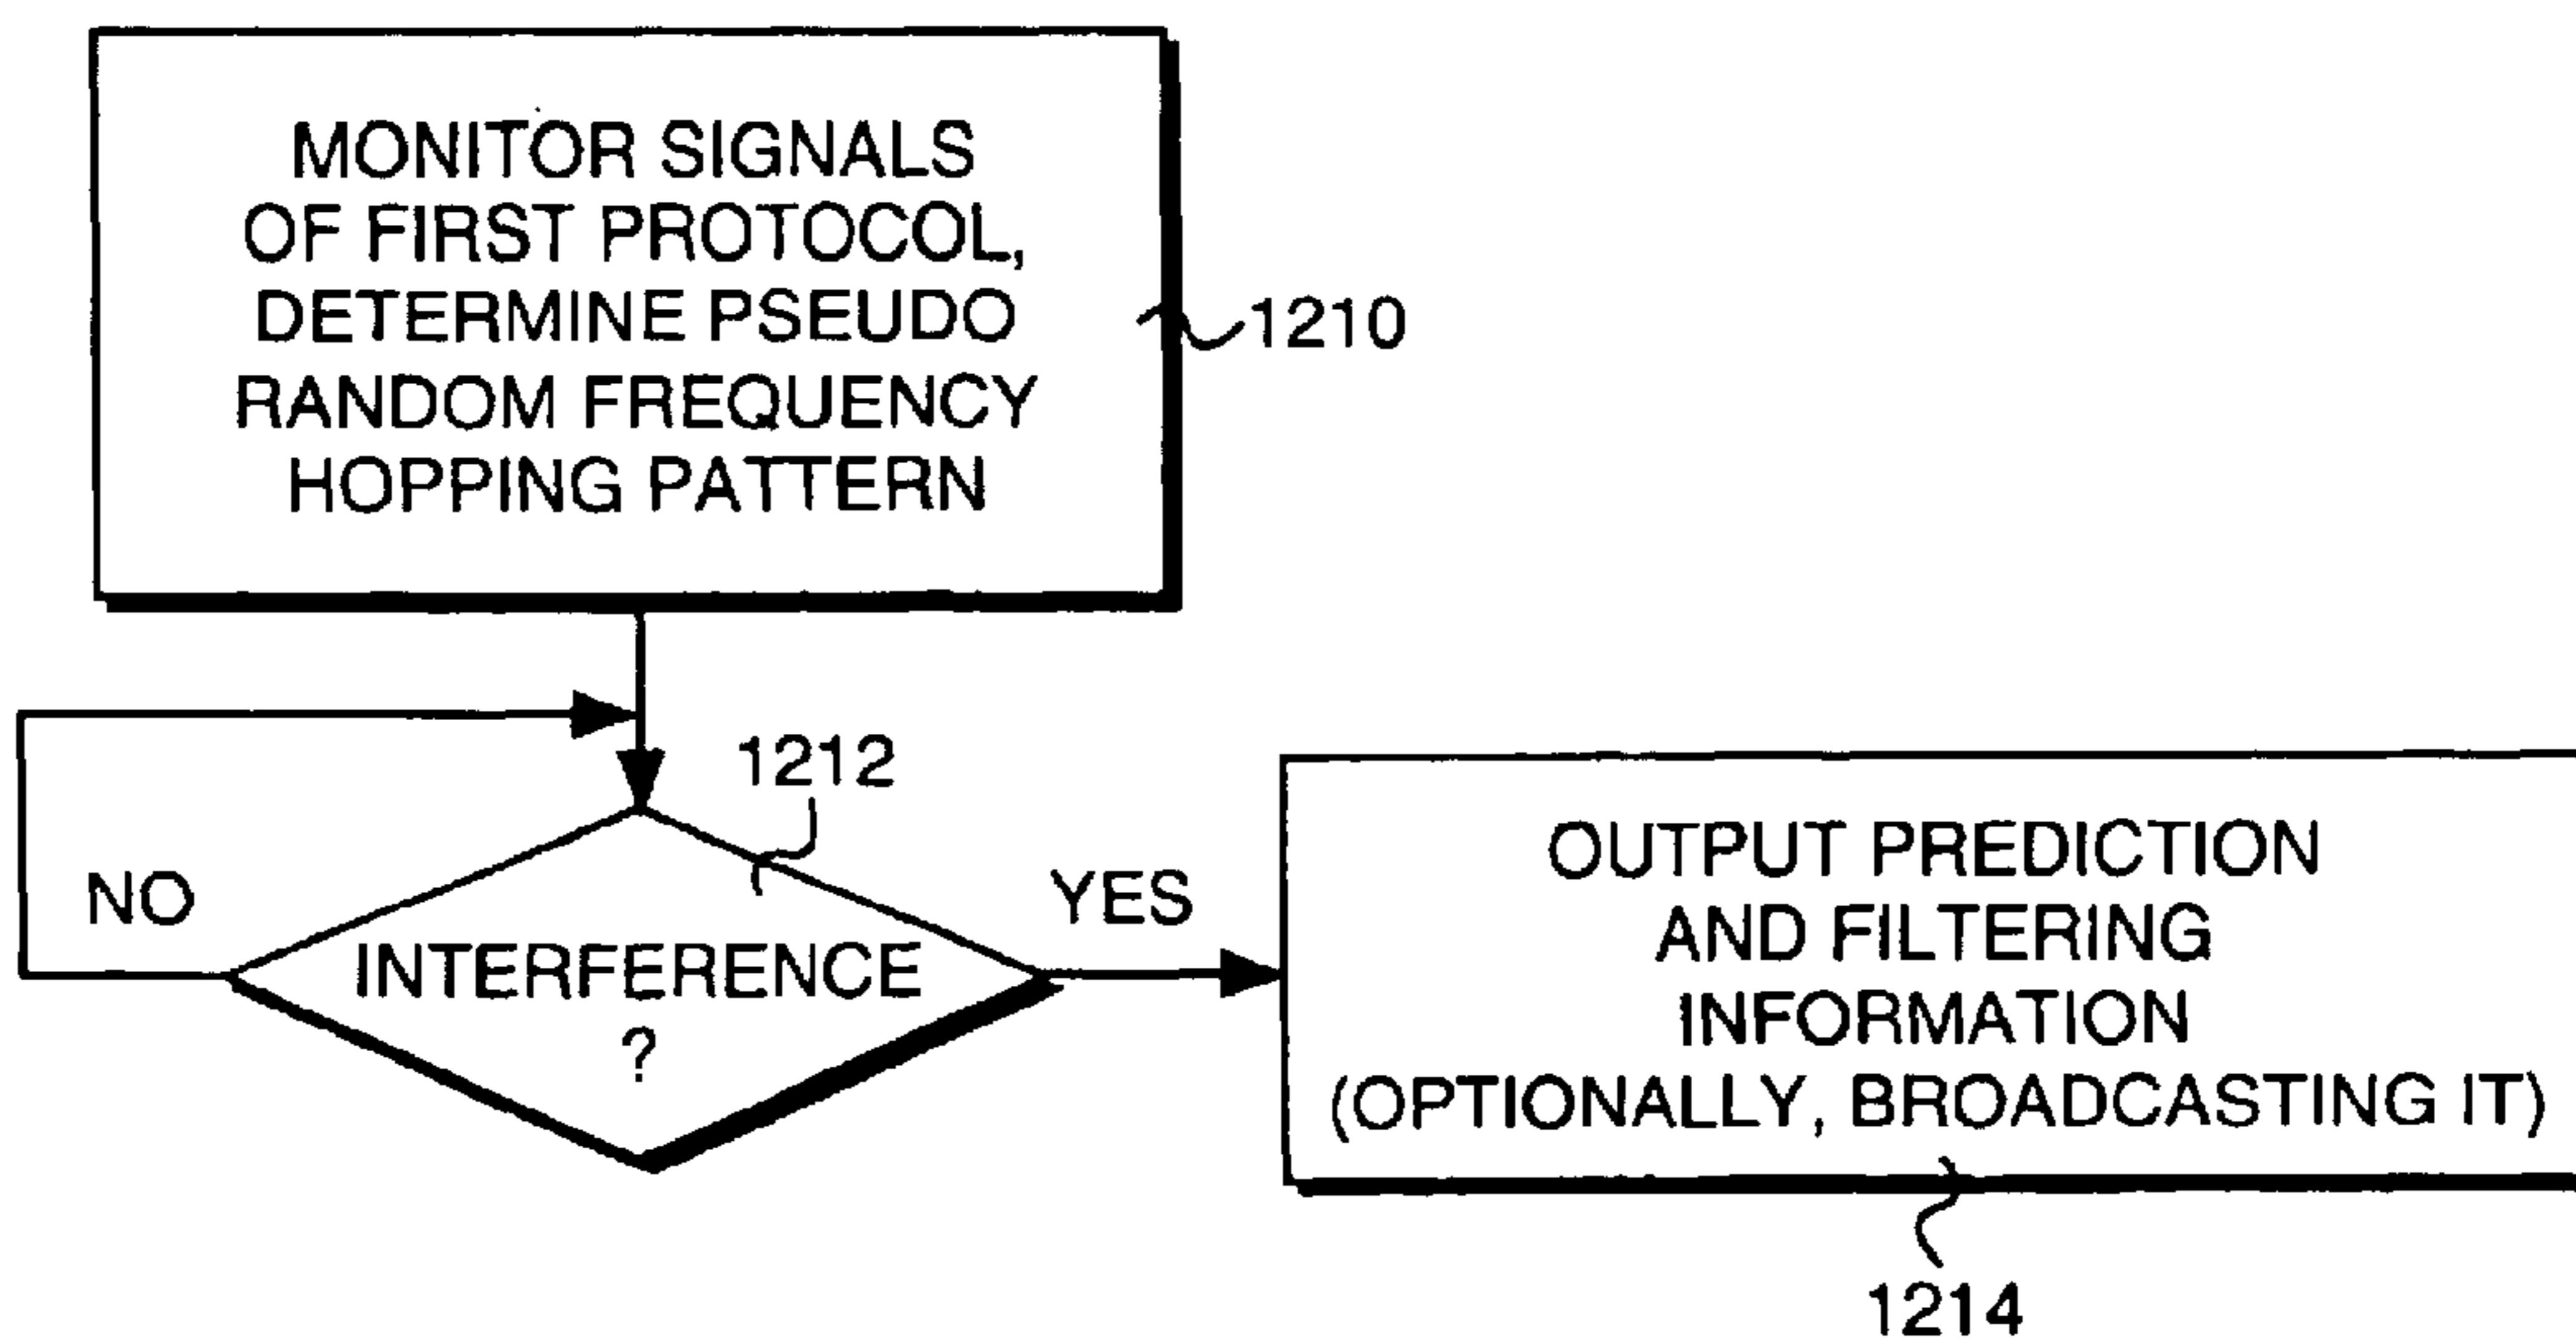 MONITOR SIGNALS
OF FIRST PROTOCOL,
DETERMINE PSEUDO
RANDOM FREQUENCY
HOPPING PATTERN
1210
1212
NO
YES
INTERFERENCE
?
OUTPUT PREDICTION
AND FILTERING
INFORMATION
(OPTIONALLY, BROADCASTING IT)
1214